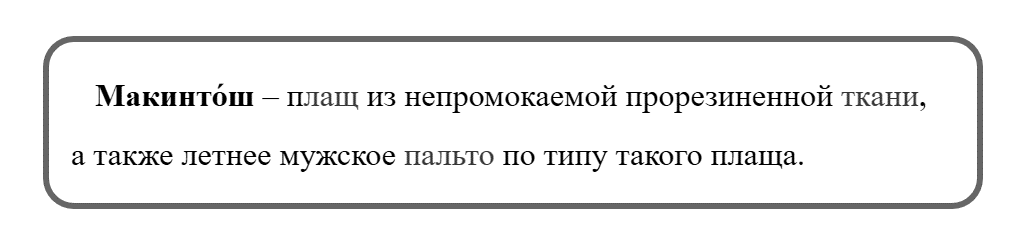 Макинто́ш – плащ из непромокаемой прорезиненной ткани,
а также летнее мужское пальто по типу такого плаща.